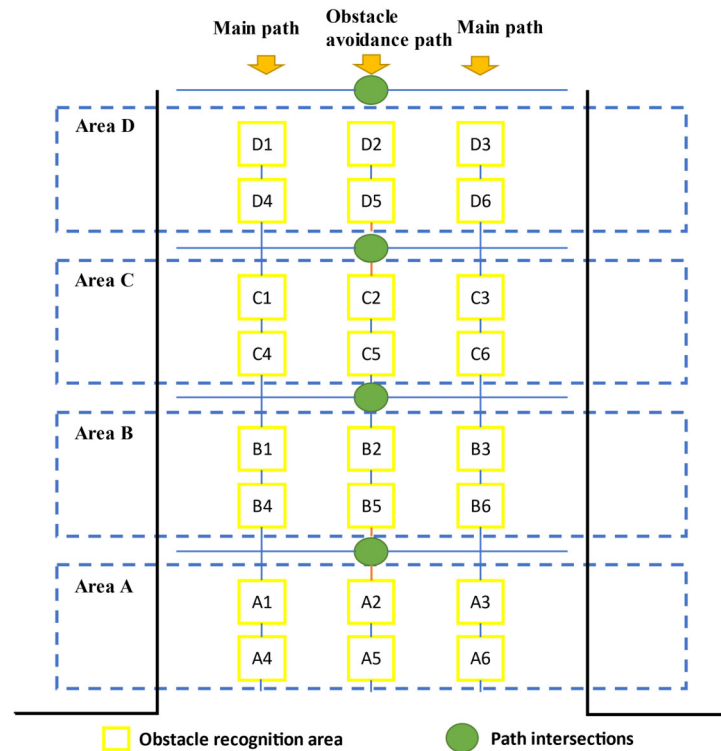 Main path
Obstacle
avoidance path
Main path
Area D
D1 D2 D3
D4 D5 D6
Area C
C1 C2 C3
C4 C5 C6
Area B
B1 B2 B3
B4 B5 B6
Area A
A1 A2 A3
A4 A5 A6
Obstacle recognition area
Path intersections